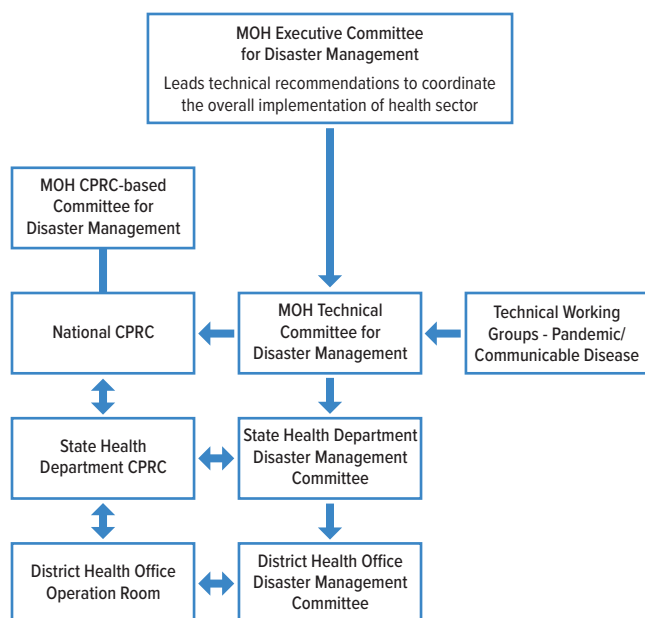 MOH Executive Committee
for Disaster Management
Leads technical recommendations to coordinate
the overall implementation of health sector
MOH CPRC-based
Committee for
Disaster Management
National CPRC
MOH Technical
Committee for
Disaster Management
Technical Working
Groups - Pandemic/
Communicable Disease
State Health
Department CPRC
State Health Department
Disaster Management
Committee
District Health Office
Operation Room
District Health Office
Disaster Management
Committee